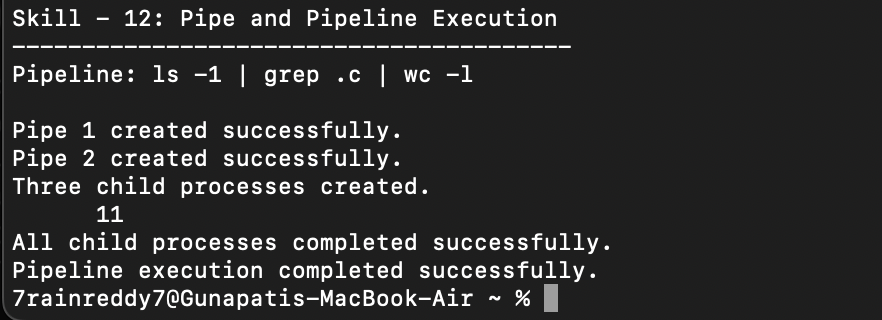 Skill - 12: Pipe and Pipeline Execution
----------------------------------------
Pipeline: ls -1 | grep .c | wc -l
Pipe 1 created successfully.
Pipe 2 created successfully.
Three child processes created.
11
All child processes completed successfully.
Pipeline execution completed successfully.
7rainreddy7@Gunapatis-MacBook-Air ~ %